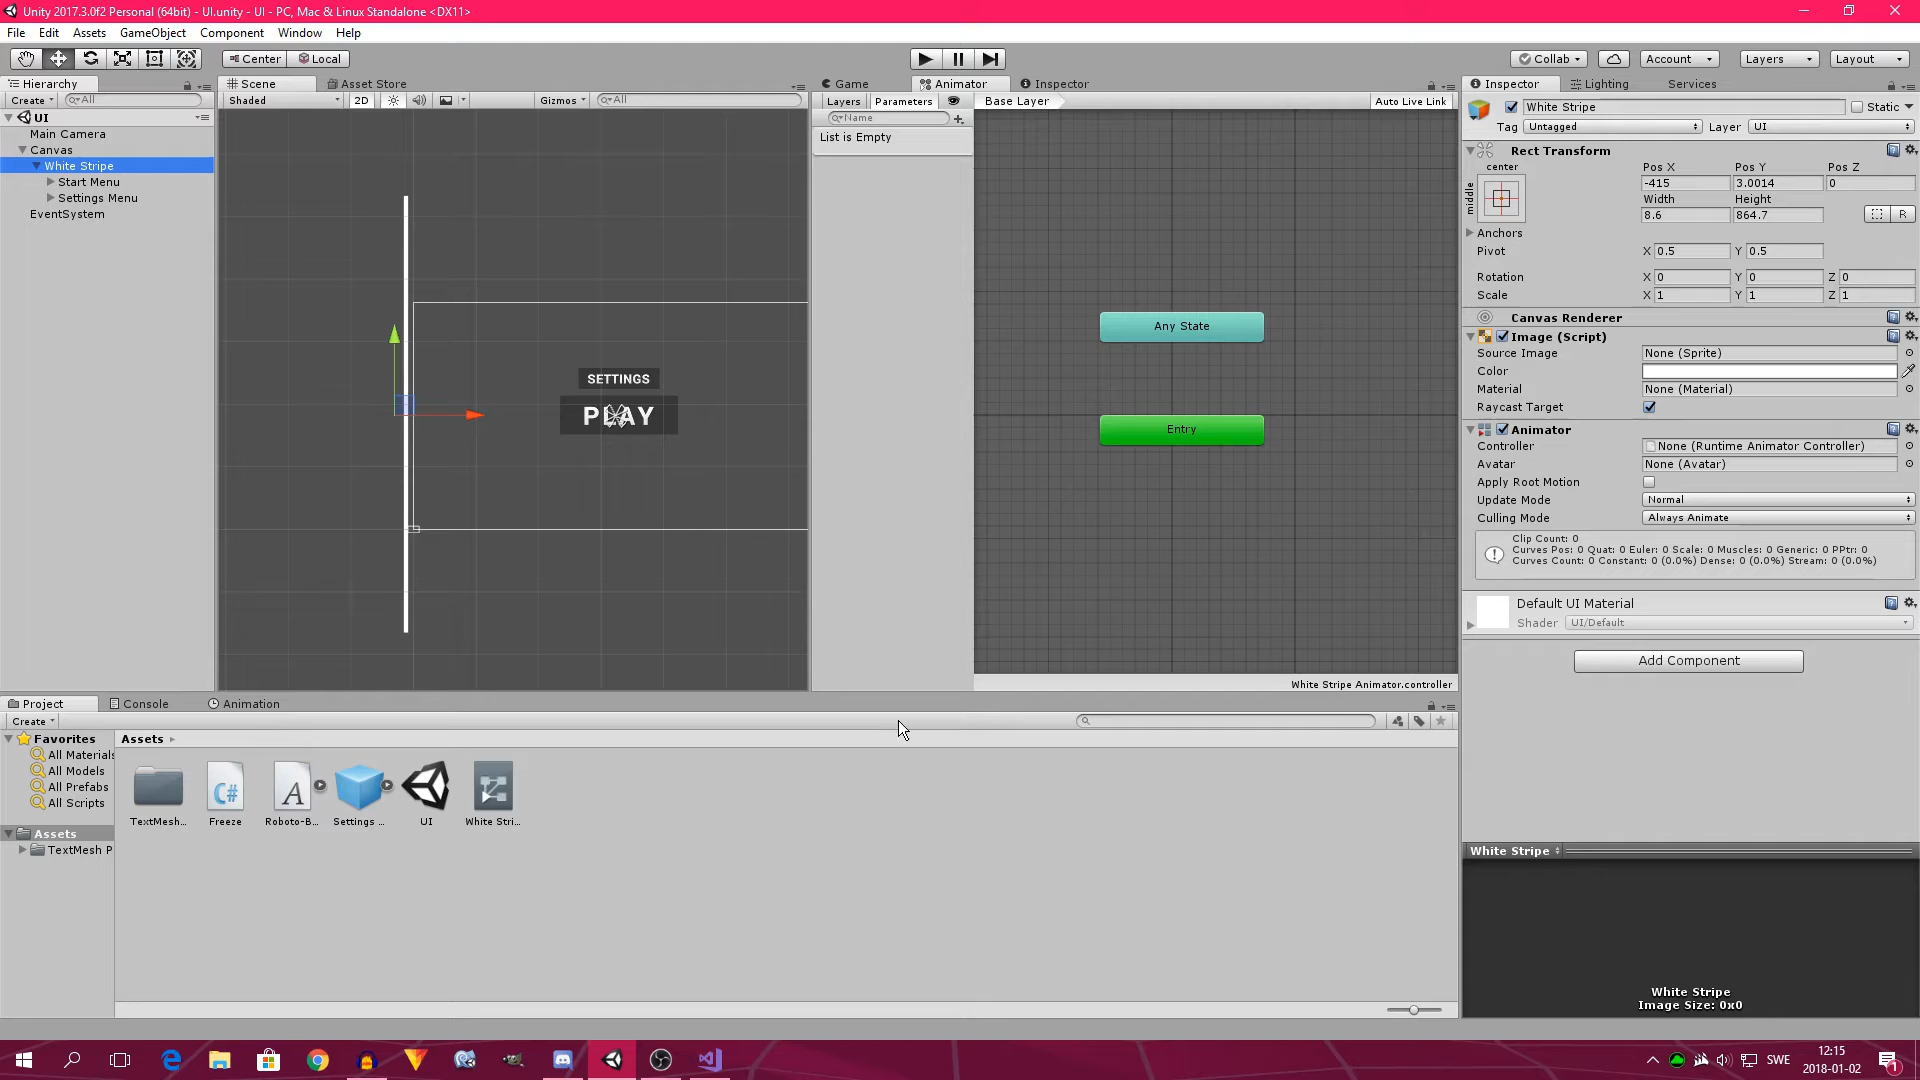 Unity 2017.3.0f2 Personal (64bit) - UI.unity - UI - PC, Mac & Linux Standalone <DX11>
File Edit Assets GameObject Component Window Help
Center Local Collab Account Layers Layout
Hierarchy
Create All
UI
Main Camera
Canvas
White Stripe
Start Menu
Settings Menu
EventSystem
Scene Asset Store
Shaded 2D Gizmos All
SETTINGS
PLAY
Game Animator Inspector
Layers Parameters Base Layer Auto Live Link
Name
List is Empty
Any State
Entry
White Stripe Animator.controller
Inspector Lighting Services
White Stripe Static
Tag Untagged Layer UI
Rect Transform
center
middle
Pos X Pos Y Pos Z
-415 3.0014 0
Width Height
8.6 864.7
R
Anchors
Pivot X 0.5 Y 0.5
Rotation X 0 Y 0 Z 0
Scale X 1 Y 1 Z 1
Canvas Renderer
Image (Script)
Source Image None (Sprite)
Color
Material None (Material)
Raycast Target
Animator
Controller None (Runtime Animator Controller)
Avatar None (Avatar)
Apply Root Motion
Update Mode Normal
Culling Mode Always Animate
Clip Count: 0
Curves Pos: 0 Quat: 0 Euler: 0 Scale: 0 Muscles: 0 Generic: 0 PPtr: 0
Curves Count: 0 Constant: 0 (0.0%) Dense: 0 (0.0%) Stream: 0 (0.0%)
Default UI Material
Shader UI/Default
Add Component
White Stripe
White Stripe
Image Size: 0x0
Project Console Animation
Create
Favorites
All Materials
All Models
All Prefabs
All Scripts
Assets
TextMesh P
Assets
TextMesh... Freeze Roboto-B... Settings ... UI White Stri...
C#
A
SWE
12:15
2018-01-02
1